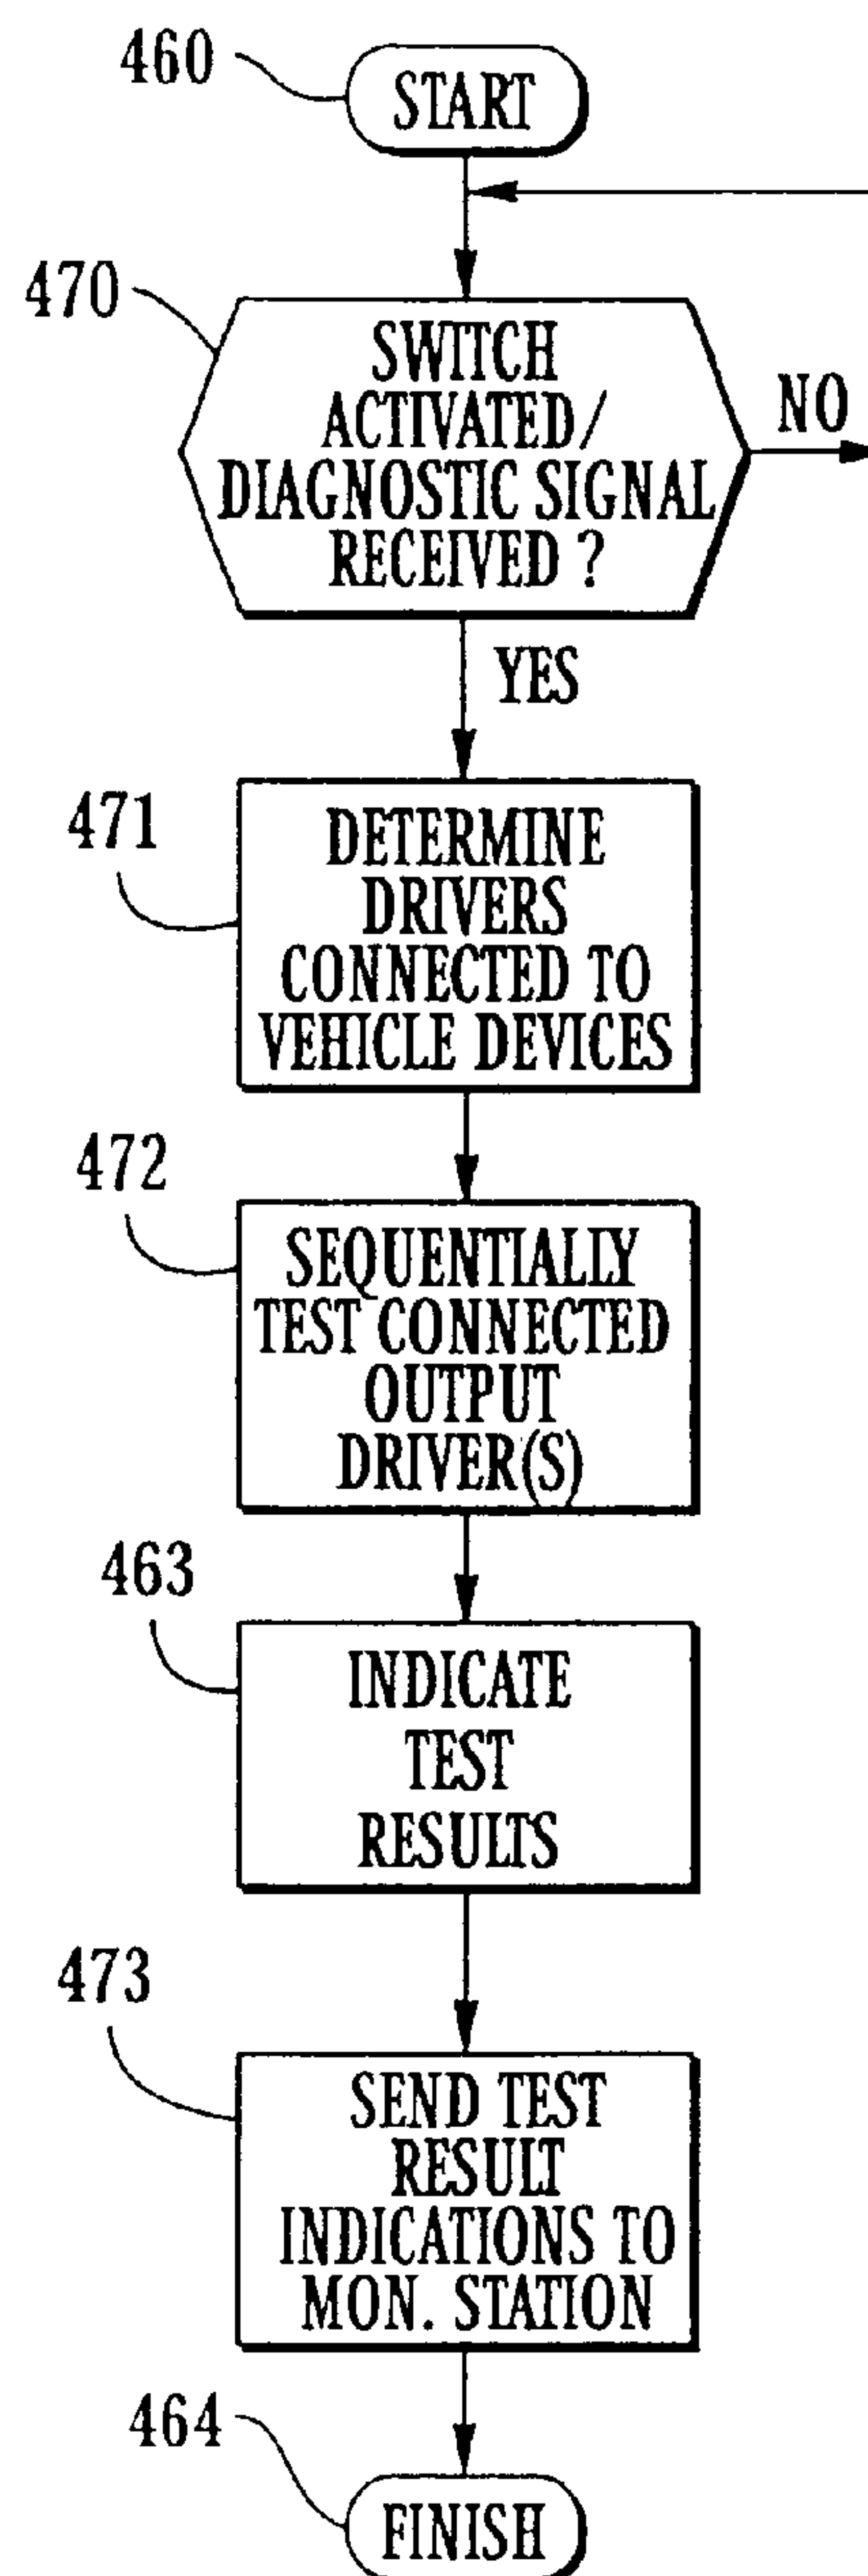 460
START
470
SWITCH
ACTIVATED/
DIAGNOSTIC SIGNAL
RECEIVED ?
NO
YES
471
DETERMINE
DRIVERS
CONNECTED TO
VEHICLE DEVICES
472
SEQUENTIALLY
TEST CONNECTED
OUTPUT
DRIVER(S)
463
INDICATE
TEST
RESULTS
473
SEND TEST
RESULT
INDICATIONS TO
MON. STATION
464
FINISH